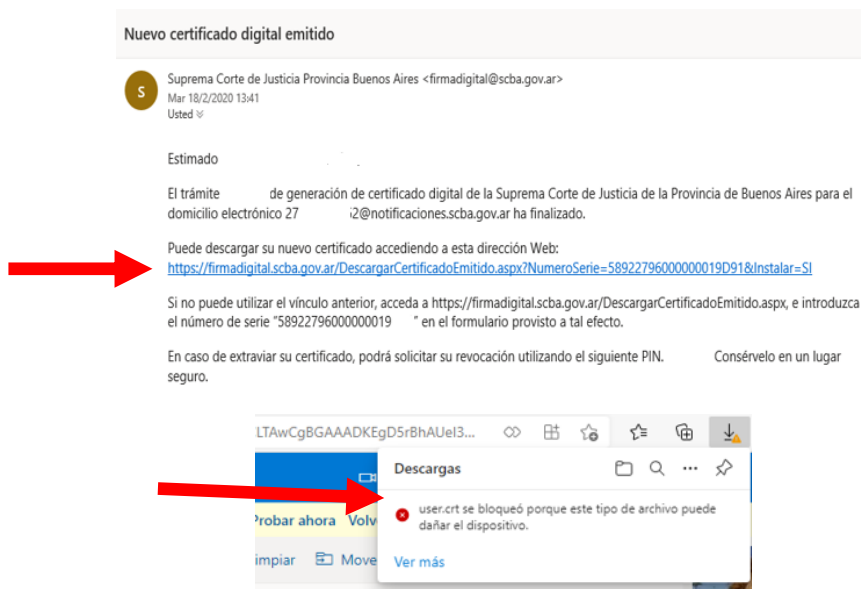 Nuevo certificado digital emitido
S
Suprema Corte de Justicia Provincia Buenos Aires <firmadigital@scba.gov.ar>
Mar 18/2/2020 13:41
Usted
Estimado
El trámite de generación de certificado digital de la Suprema Corte de Justicia de la Provincia de Buenos Aires para el
domicilio electrónico 27 i2@notificaciones.scba.gov.ar ha finalizado.
Puede descargar su nuevo certificado accediendo a esta dirección Web:
https://firmadigital.scba.gov.ar/DescargarCertificadoEmitido.aspx?NumeroSerie=58922796000000019D91&Instalar=SI
Si no puede utilizar el vínculo anterior, acceda a https://firmadigital.scba.gov.ar/DescargarCertificadoEmitido.aspx, e introduzca
el número de serie "58922796000000019 " en el formulario provisto a tal efecto.
En caso de extraviar su certificado, podrá solicitar su revocación utilizando el siguiente PIN. Consérvelo en un lugar
seguro.
LTAwCgBGAAADKEgD5rBhAUeI3...
Descargas
user.crt se bloqueó porque este tipo de archivo puede
dañar el dispositivo.
Probar ahora Volv
impiar Move
Ver más